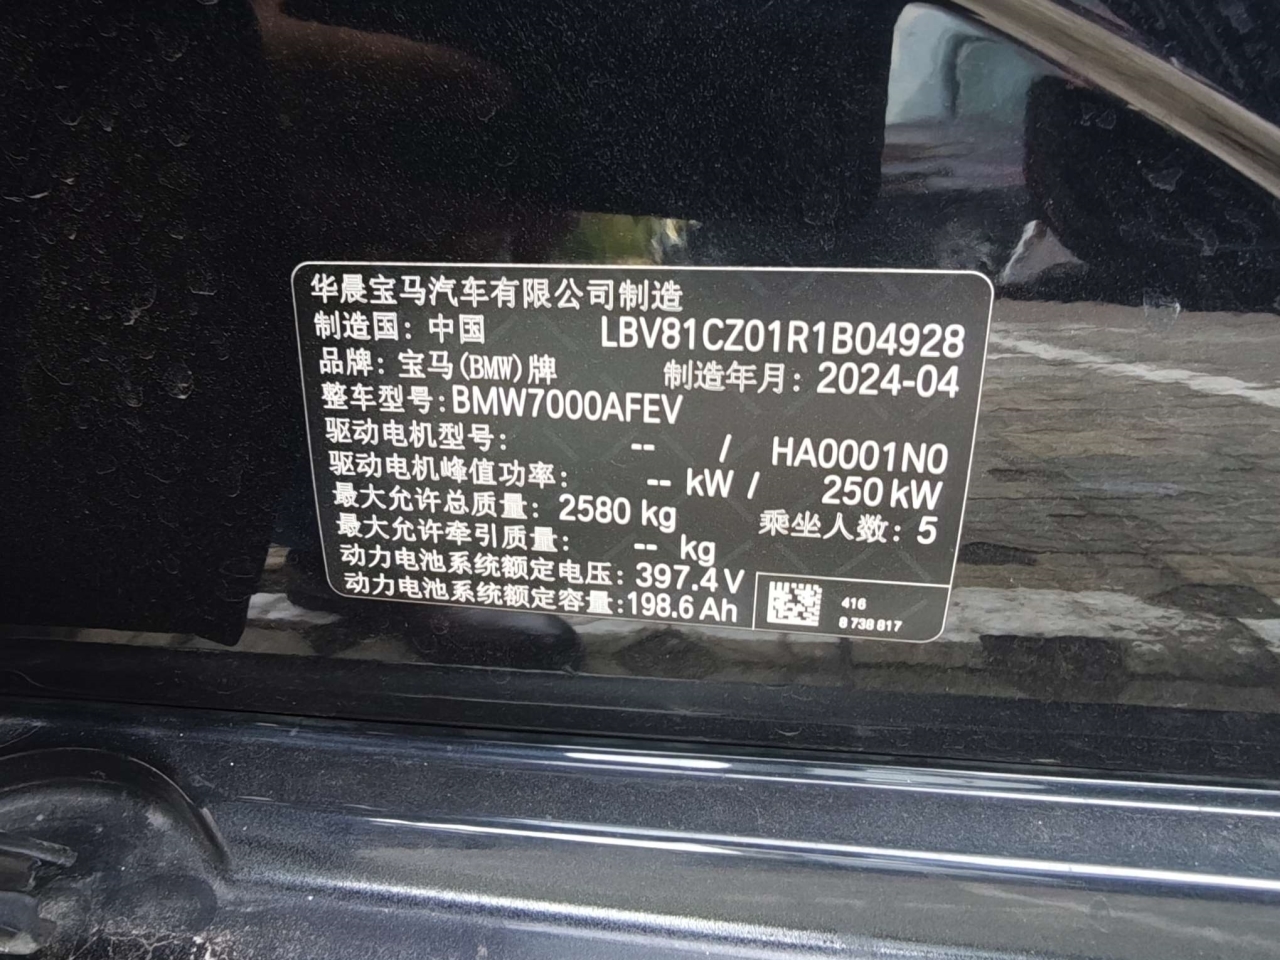 华晨宝马汽车有限公司制造
制造国：中国 LBV81CZ01R1B04928
品牌：宝马(BMW)牌 制造年月：2024-04
整车型号:BMW7000AFEV
驱动电机型号： -- / HA0001N0
驱动电机峰值功率： -- kW / 250 kW
最大允许总质量：2580 kg 乘坐人数：5
最大允许牵引质量： -- kg
动力电池系统额定电压：397.4 V
动力电池系统额定容量:198.6 Ah
416
8 738 617